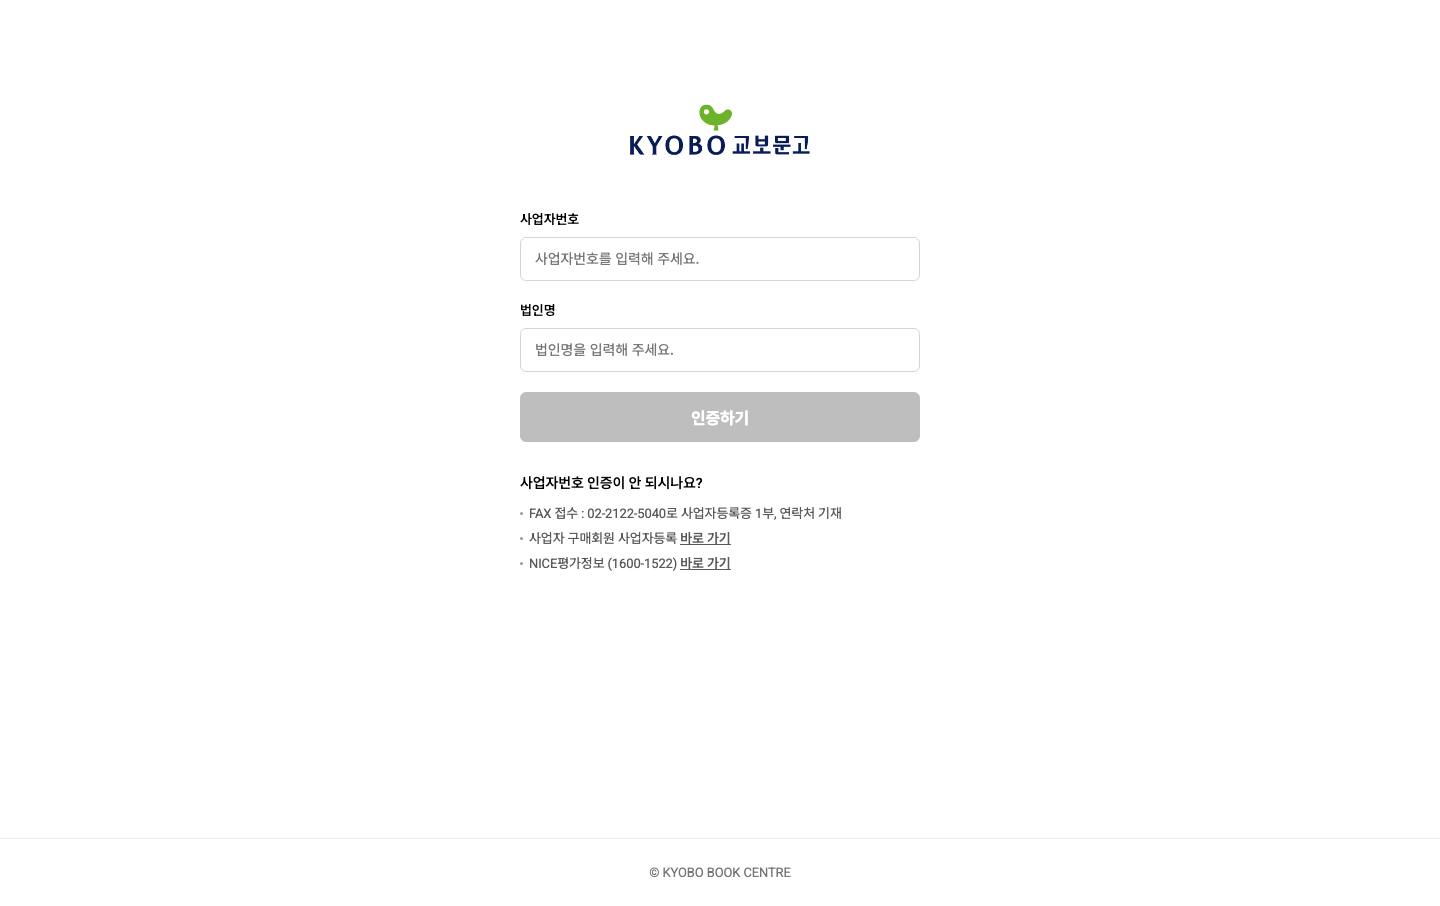 KYOBO 교보문고
사업자번호
사업자번호를 입력해 주세요.
법인명
법인명을 입력해 주세요.
인증하기
사업자번호 인증이 안 되시나요?
FAX 접수 : 02-2122-5040로 사업자등록증 1부, 연락처 기재
사업자 구매회원 사업자등록 바로 가기
NICE평가정보 (1600-1522) 바로 가기
© KYOBO BOOK CENTRE